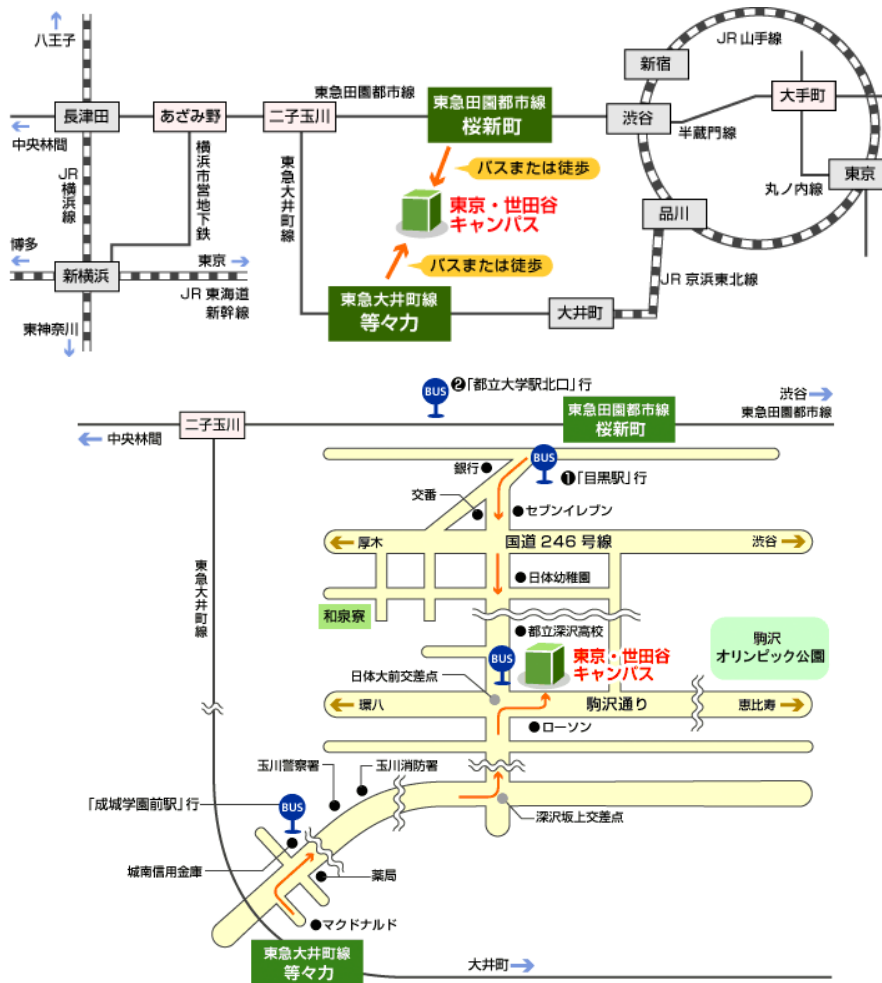 八王子
JR山手線
新宿
東急田園都市線
東急田園都市線
桜新町
長津田
あざみ野
二子玉川
渋谷
大手町
半蔵門線
中央林間
バスまたは徒歩
東京
丸ノ内線
JR横浜線
横浜市営地下鉄
東急大井町線
東京・世田谷
キャンパス
品川
博多
東京
バスまたは徒歩
新横浜
JR京浜東北線
JR東海道
新幹線
東急大井町線
等々力
大井町
東神奈川
BUS
❷「都立大学駅北口」行
渋谷
東急田園都市線
東急田園都市線
桜新町
二子玉川
中央林間
銀行
BUS
❶「目黒駅」行
交番
セブンイレブン
厚木
国道246号線
渋谷
東急大井町線
日体幼稚園
和泉寮
都立深沢高校
駒沢
オリンピック公園
BUS
東京・世田谷
キャンパス
日体大前交差点
環八
駒沢通り
恵比寿
ローソン
玉川警察署
玉川消防署
「成城学園前駅」行
BUS
深沢坂上交差点
城南信用金庫
薬局
マクドナルド
東急大井町線
等々力
大井町